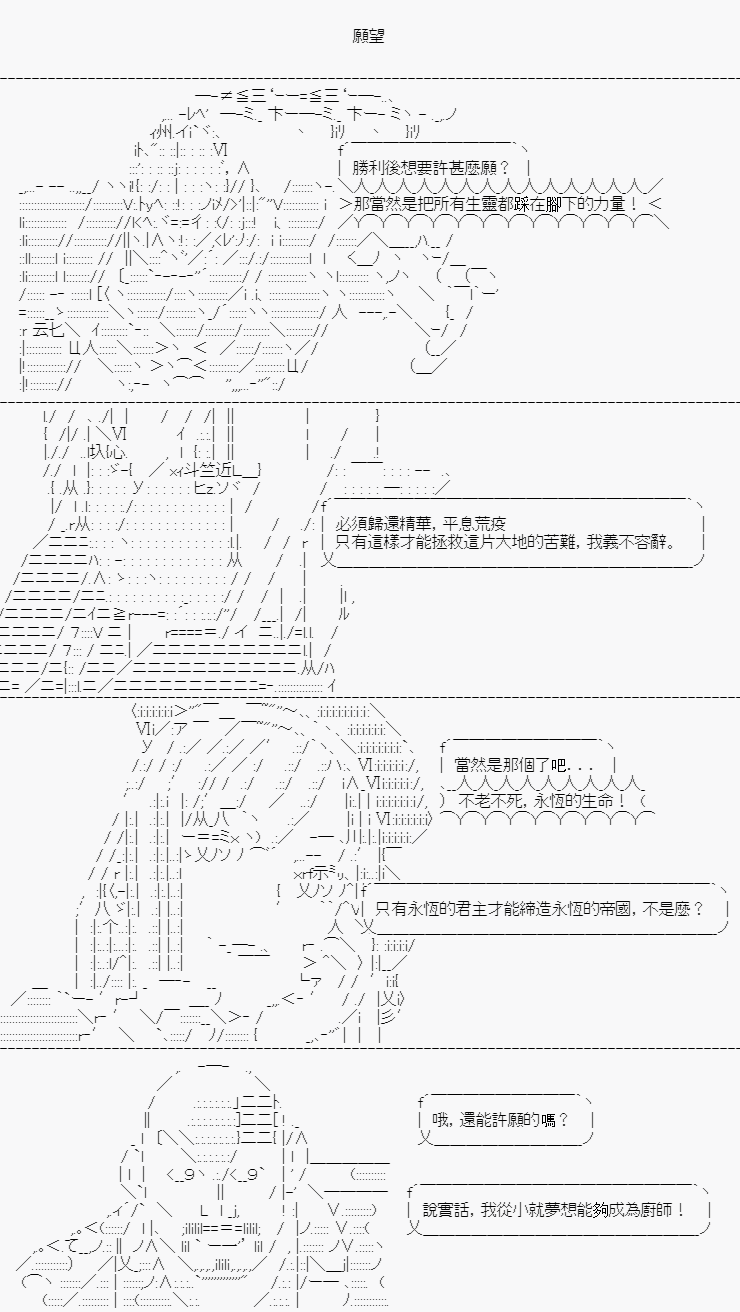 願望
勝利後想要許甚麼願？
那當然是把所有生靈都踩在腳下的力量！
必須歸還精華，平息荒疫
只有這樣才能拯救這片大地的苦難，我義不容辭。
當然是那個了吧...
不老不死，永恆的生命！
只有永恆的君主才能締造永恆的帝國，不是麼？
哦，還能許願的嗎？
說實話，我從小就夢想能夠成為廚師！